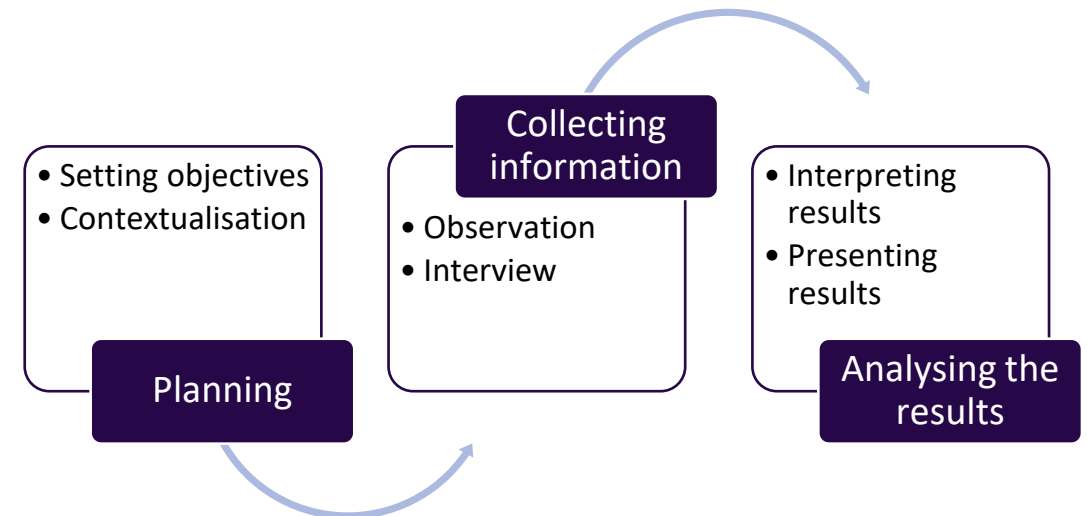 • Setting objectives
• Contextualisation
Planning
Collecting
information
• Observation
• Interview
• Interpreting
results
• Presenting
results
Analysing the
results